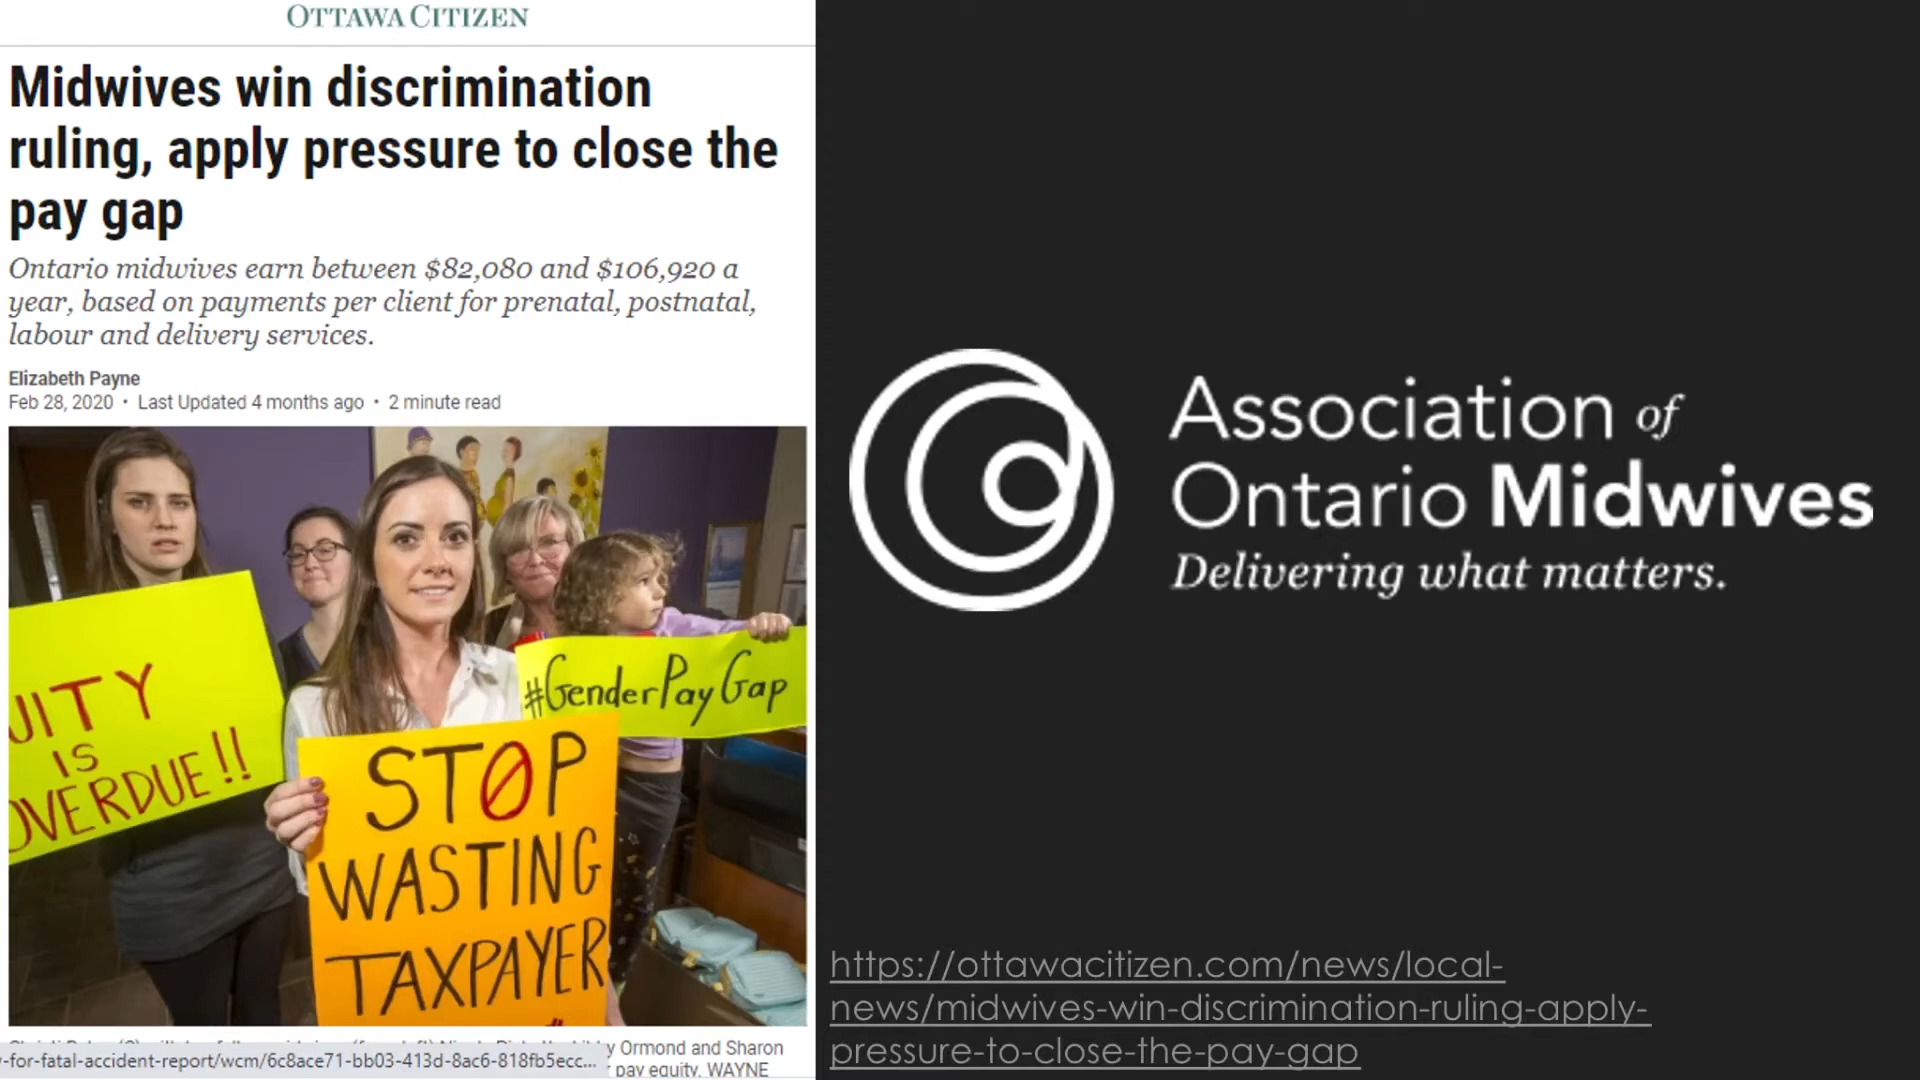 OTTAWA CITIZEN
Midwives win discrimination
ruling, apply pressure to close the
pay gap
Ontario midwives earn between $82,080 and $106,920 a
year, based on payments per client for prenatal, postnatal,
labour and delivery services.
Elizabeth Payne
Feb 28, 2020 • Last Updated 4 months ago • 2 minute read
UITY
IS
OVERDUE!!
#GenderPayGap
STOP
WASTING
TAXPAYER
y Ormond and Sharon
-for-fatal-accident-report/wcm/6c8ace71-bb03-413d-8ac6-818fb5ecc...
pay equity. WAYNE
Association of
Ontario Midwives
Delivering what matters.
https://ottawacitizen.com/news/local-
news/midwives-win-discrimination-ruling-apply-
pressure-to-close-the-pay-gap